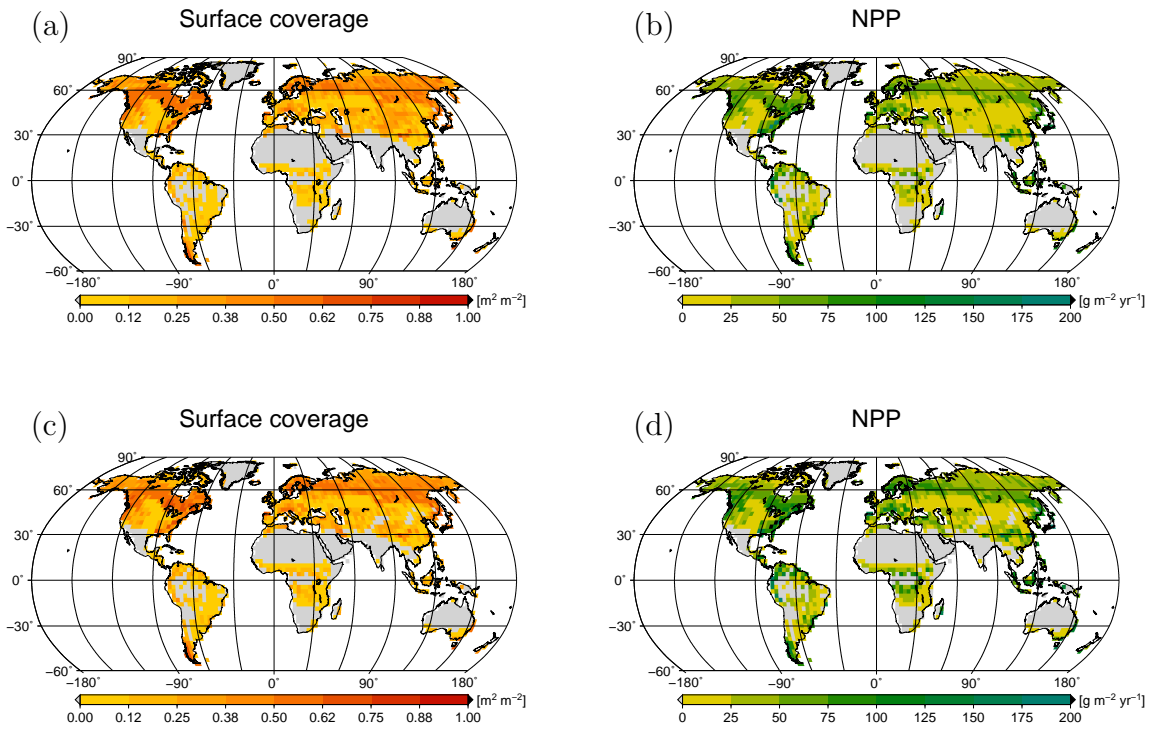 (a) Surface coverage
(b) NPP
90˚ 90˚
60˚ 60˚
30˚ 30˚
0˚ 0˚
−30˚ −30˚
−60˚ −60˚
−180˚ −90˚ 0˚ 90˚ 180˚ −180˚ −90˚ 0˚ 90˚ 180˚
[m² m⁻²] [g m⁻² yr⁻¹]
0.00 0.12 0.25 0.38 0.50 0.62 0.75 0.88 1.00 0 25 50 75 100 125 150 175 200
(c) Surface coverage
(d) NPP
90˚ 90˚
60˚ 60˚
30˚ 30˚
0˚ 0˚
−30˚ −30˚
−60˚ −60˚
−180˚ −90˚ 0˚ 90˚ 180˚ −180˚ −90˚ 0˚ 90˚ 180˚
[m² m⁻²] [g m⁻² yr⁻¹]
0.00 0.12 0.25 0.38 0.50 0.62 0.75 0.88 1.00 0 25 50 75 100 125 150 175 200